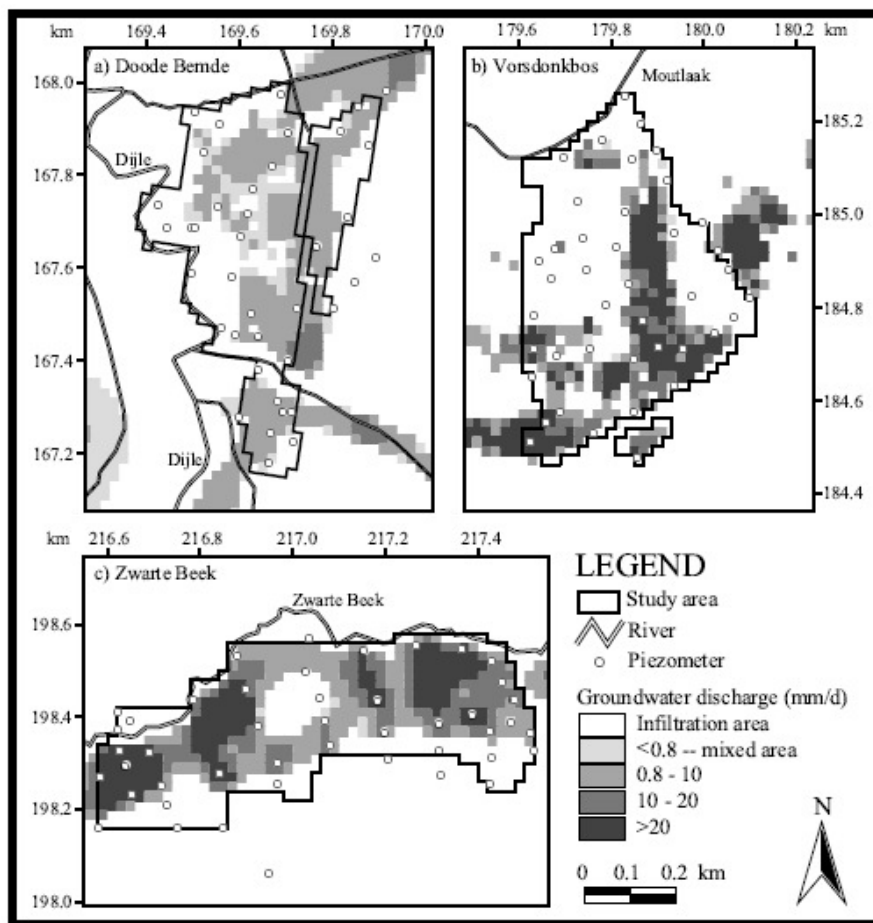 km 169.4 169.6 169.8 170.0
179.6 179.8 180.0 180.2
km
a) Doode Bemde
b) Vorsdonkbos
Moutlaak
168.0
167.8
167.6
167.4
167.2
Dijle
Dijle
185.2
185.0
184.8
184.6
184.4
km
216.6 216.8 217.0 217.2 217.4
c) Zwarte Beek
Zwarte Beek
198.6
198.4
198.2
198.0
LEGEND
Study area
River
Piezometer
Groundwater discharge (mm/d)
Infiltration area
<0.8 -- mixed area
0.8 - 10
10 - 20
>20
0 0.1 0.2 km
N